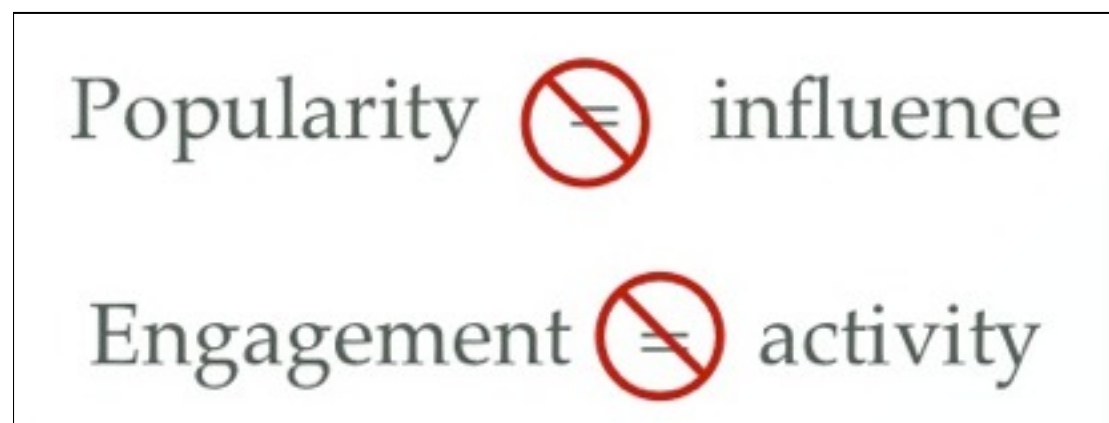 Popularity = influence
Engagement = activity